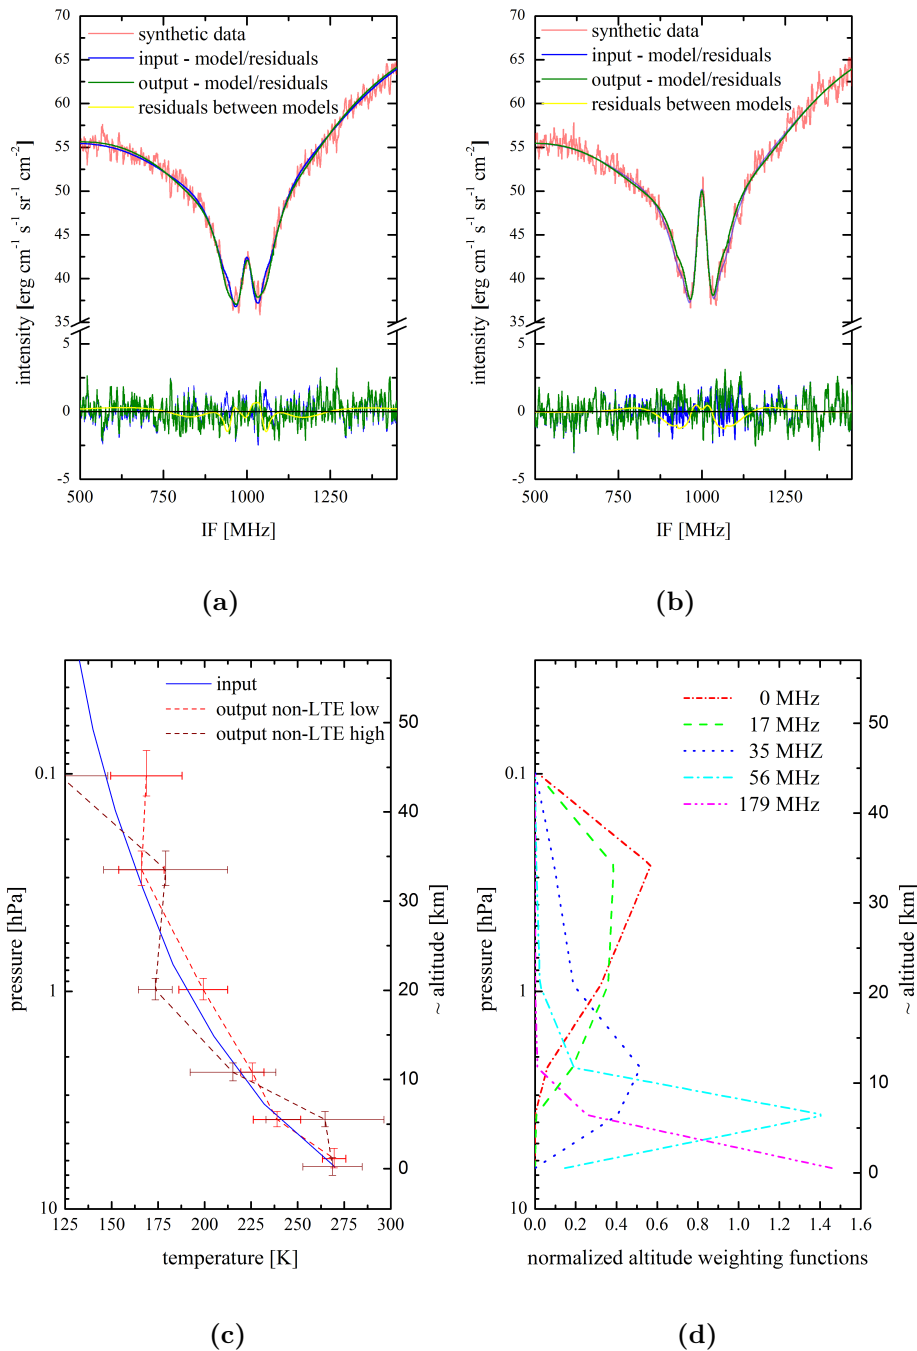 70
65
60
55
50
45
40
35
5
0
-5
500
750
1000
1250
intensity [erg cm⁻¹ s⁻¹ sr⁻¹ cm⁻²]
IF [MHz]
synthetic data
input - model/residuals
output - model/residuals
residuals between models
(a)
70
65
60
55
50
45
40
35
5
0
-5
500
750
1000
1250
intensity [erg cm⁻¹ s⁻¹ sr⁻¹ cm⁻²]
IF [MHz]
synthetic data
input - model/residuals
output - model/residuals
residuals between models
(b)
input
output non-LTE low
output non-LTE high
0.1
1
10
pressure [hPa]
125
150
175
200
225
250
275
300
temperature [K]
50
40
30
20
10
0
~ altitude [km]
(c)
0 MHz
17 MHz
35 MHZ
56 MHz
179 MHz
0.1
1
10
pressure [hPa]
0.0
0.2
0.4
0.6
0.8
1.0
1.2
1.4
1.6
normalized altitude weighting functions
50
40
30
20
10
0
~ altitude [km]
(d)